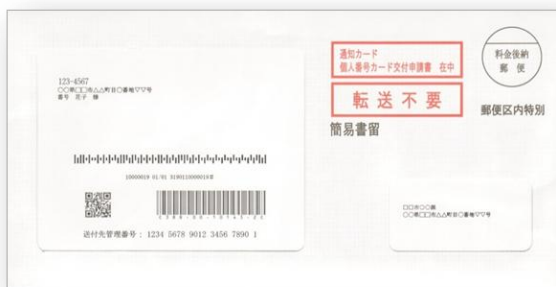 123-4567
〇〇県□□市△△町◎丁目〇番地▽▽号
番号 花子 様
送付先管理番号: 1234 5678 9012 3456 7890 1
通知カード
個人番号カード交付申請書 在中
転送不要
簡易書留
料金後納
郵便
郵便区内特別